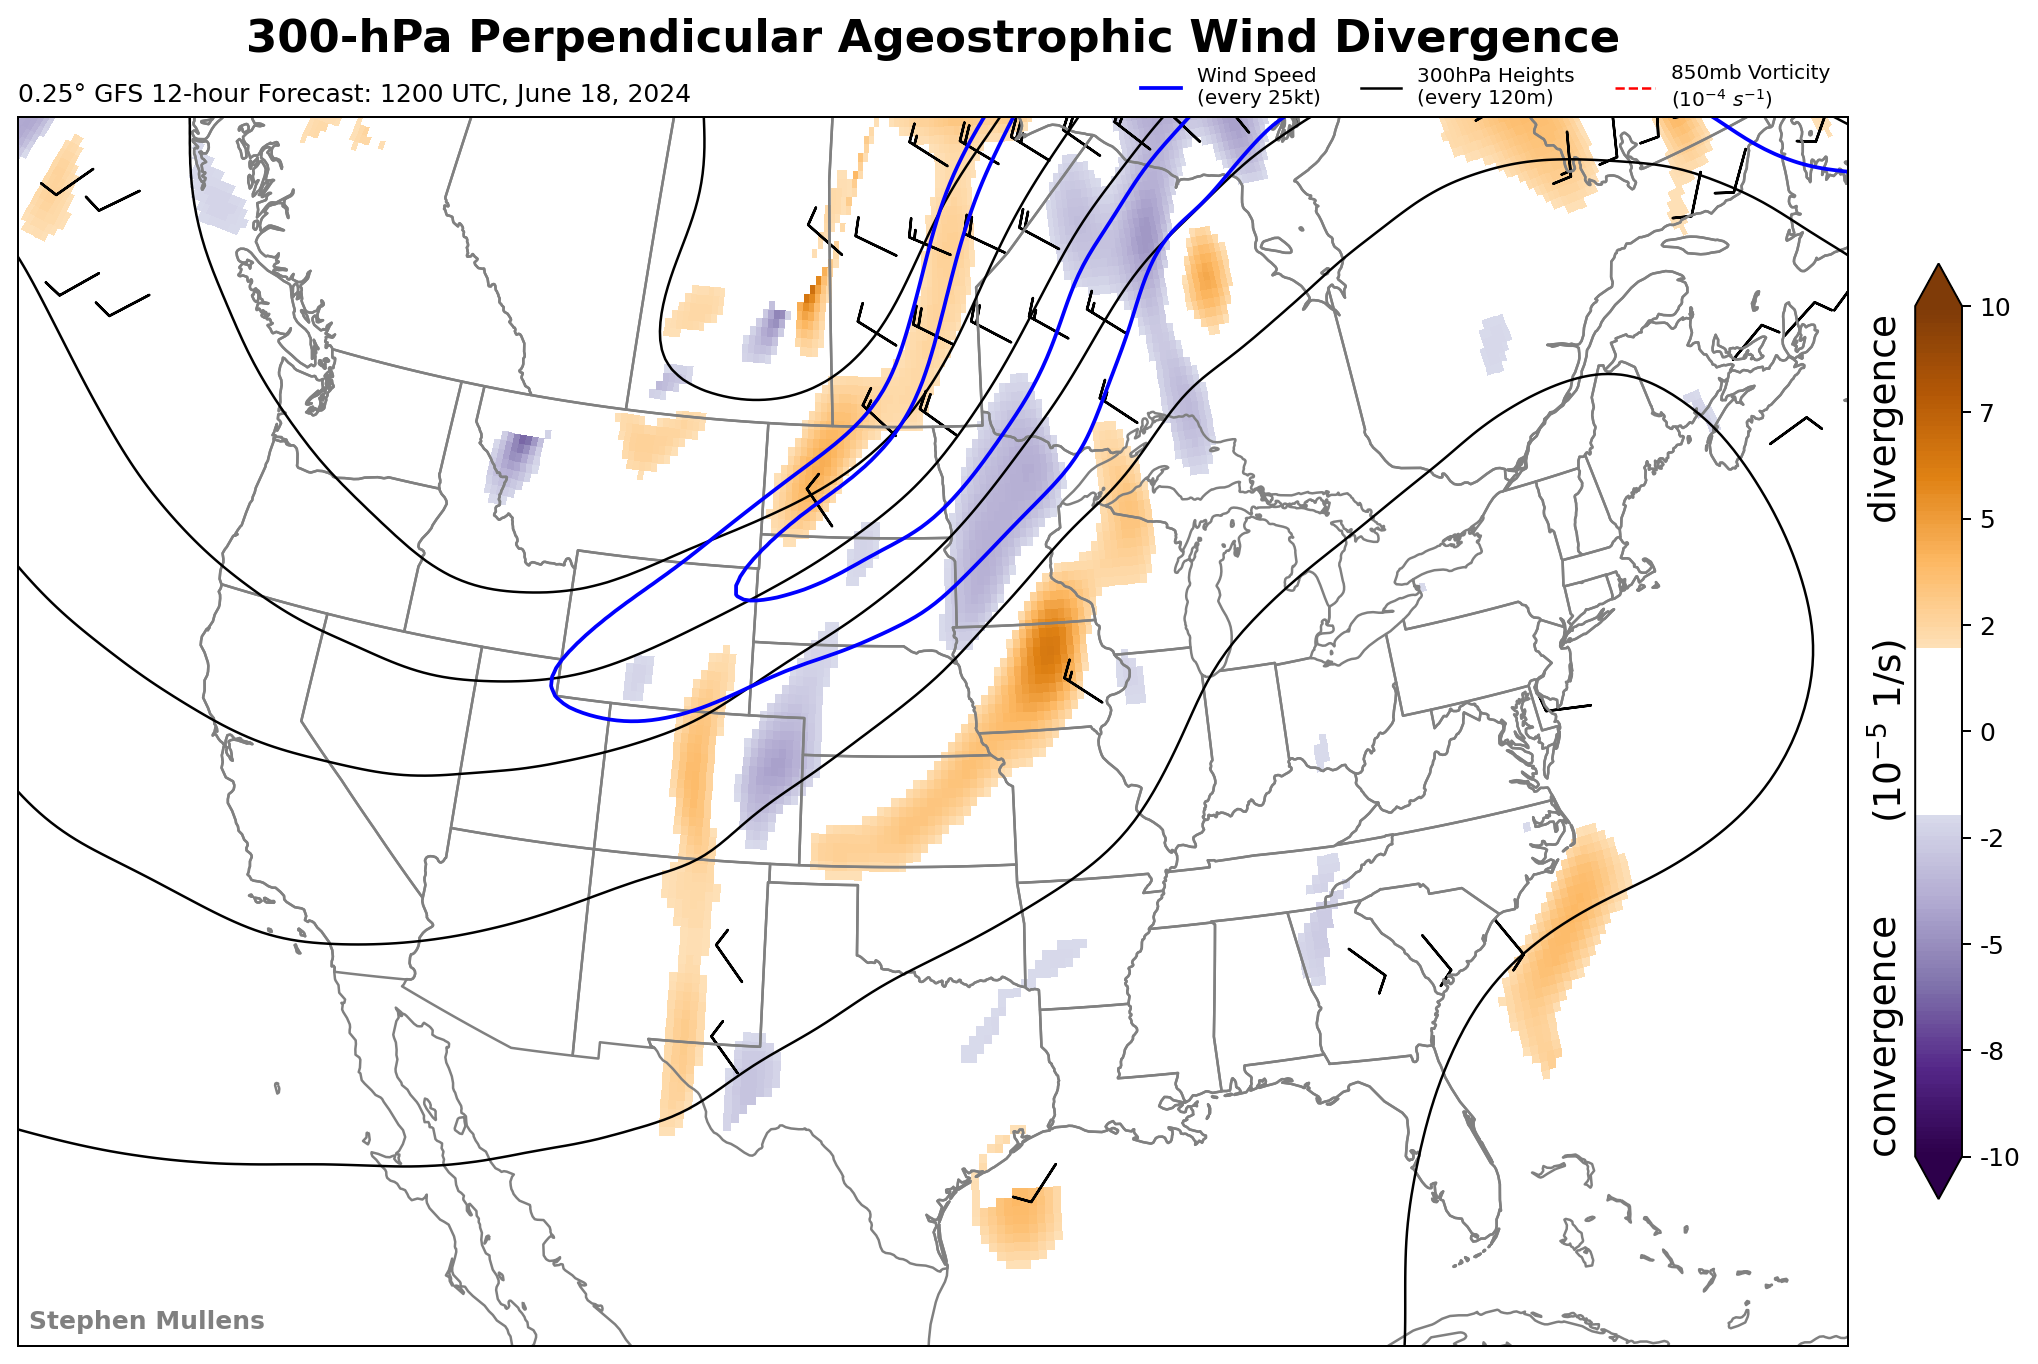 300-hPa Perpendicular Ageostrophic Wind Divergence
0.25° GFS 12-hour Forecast: 1200 UTC, June 18, 2024
Wind Speed
(every 25kt)
300hPa Heights
(every 120m)
850mb Vorticity
(10⁻⁴ s⁻¹)
10
7
5
2
0
-2
-5
-8
-10
convergence (10⁻⁵ 1/s) divergence
Stephen Mullens